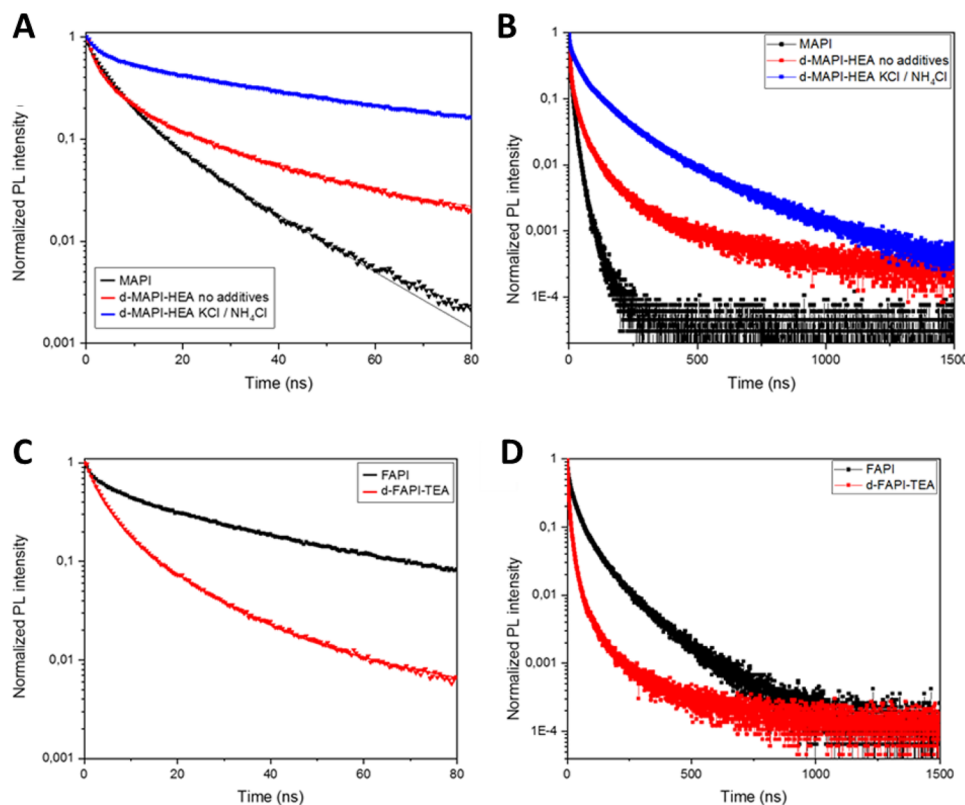 A
Normalized PL intensity
1
0,1
0,01
0,001
0
20
40
60
80
Time (ns)
MAPI
d-MAPI-HEA no additives
d-MAPI-HEA KCl / NH₄Cl
B
Normalized PL intensity
1
0,1
0,01
0,001
1E-4
0
500
1000
1500
Time (ns)
MAPI
d-MAPI-HEA no additives
d-MAPI-HEA KCl / NH₄Cl
C
Normalized PL intensity
1
0,1
0,01
0,001
0
20
40
60
80
Time (ns)
FAPI
d-FAPI-TEA
D
Normalized PL intensity
1
0,1
0,01
0,001
1E-4
0
500
1000
1500
Time (ns)
FAPI
d-FAPI-TEA